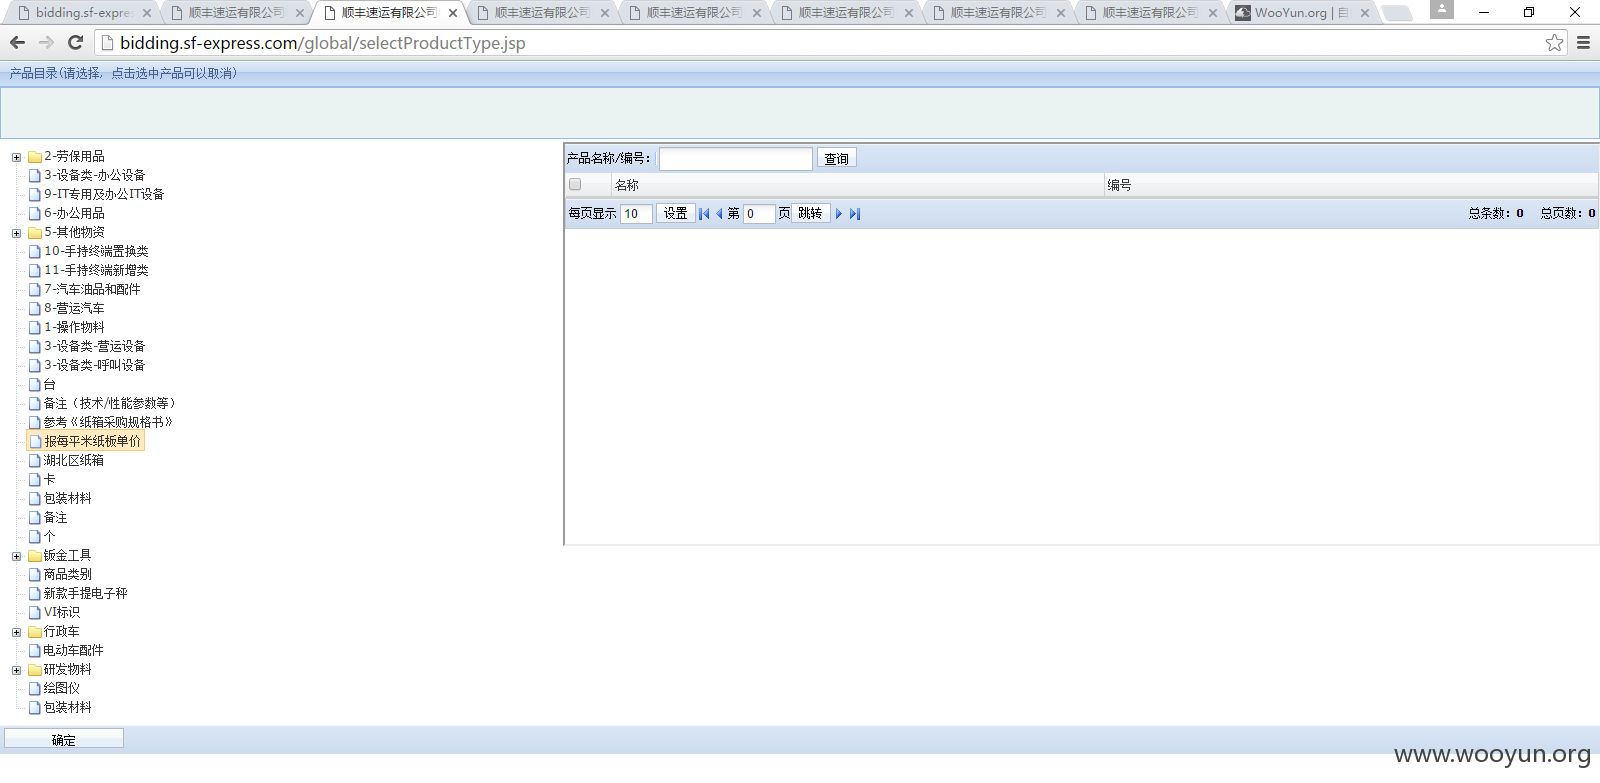 bidding.sf-expre
顺丰速运有限公司
顺丰速运有限公司
顺丰速运有限公司
顺丰速运有限公司
顺丰速运有限公司
顺丰速运有限公司
顺丰速运有限公司
WooYun.org | 自
bidding.sf-express.com/global/selectProductType.jsp
产品目录(请选择, 点击选中产品可以取消)
2-劳保用品
3-设备类-办公设备
9-IT专用及办公IT设备
6-办公用品
5-其他物资
10-手持终端置换类
11-手持终端新增类
7-汽车油品和配件
8-营运汽车
1-操作物料
3-设备类-营运设备
3-设备类-呼叫设备
台
备注（技术/性能参数等）
参考《纸箱采购规格书》
报每平米纸板单价
湖北区纸箱
卡
包装材料
备注
个
钣金工具
商品类别
新款手提电子秤
VI标识
行政车
电动车配件
研发物料
绘图仪
包装材料
产品名称/编号： 查询
名称 编号
每页显示 10 设置 第 0 页 跳转 总条数：0 总页数：0
确定
www.wooyun.org